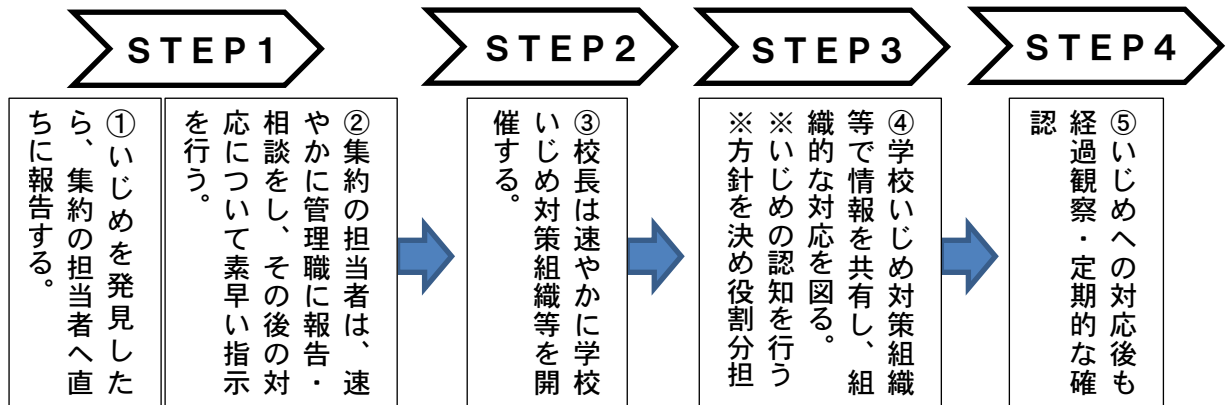 STEP1
STEP2
STEP3
STEP4
①いじめを発見した
ら、集約の担当者へ直
ちに報告する。
②集約の担当者は、速
やかに管理職に報告・
相談をし、その後の対
応について素早い指示
を行う。
③校長は速やかに学校
いじめ対策組織等を開
催する。
④学校いじめ対策組織
等で情報を共有し、組
織的な対応を図る。
※いじめの認知を行う
※方針を決め役割分担
⑤いじめへの対応後も
経過観察・定期的な確
認